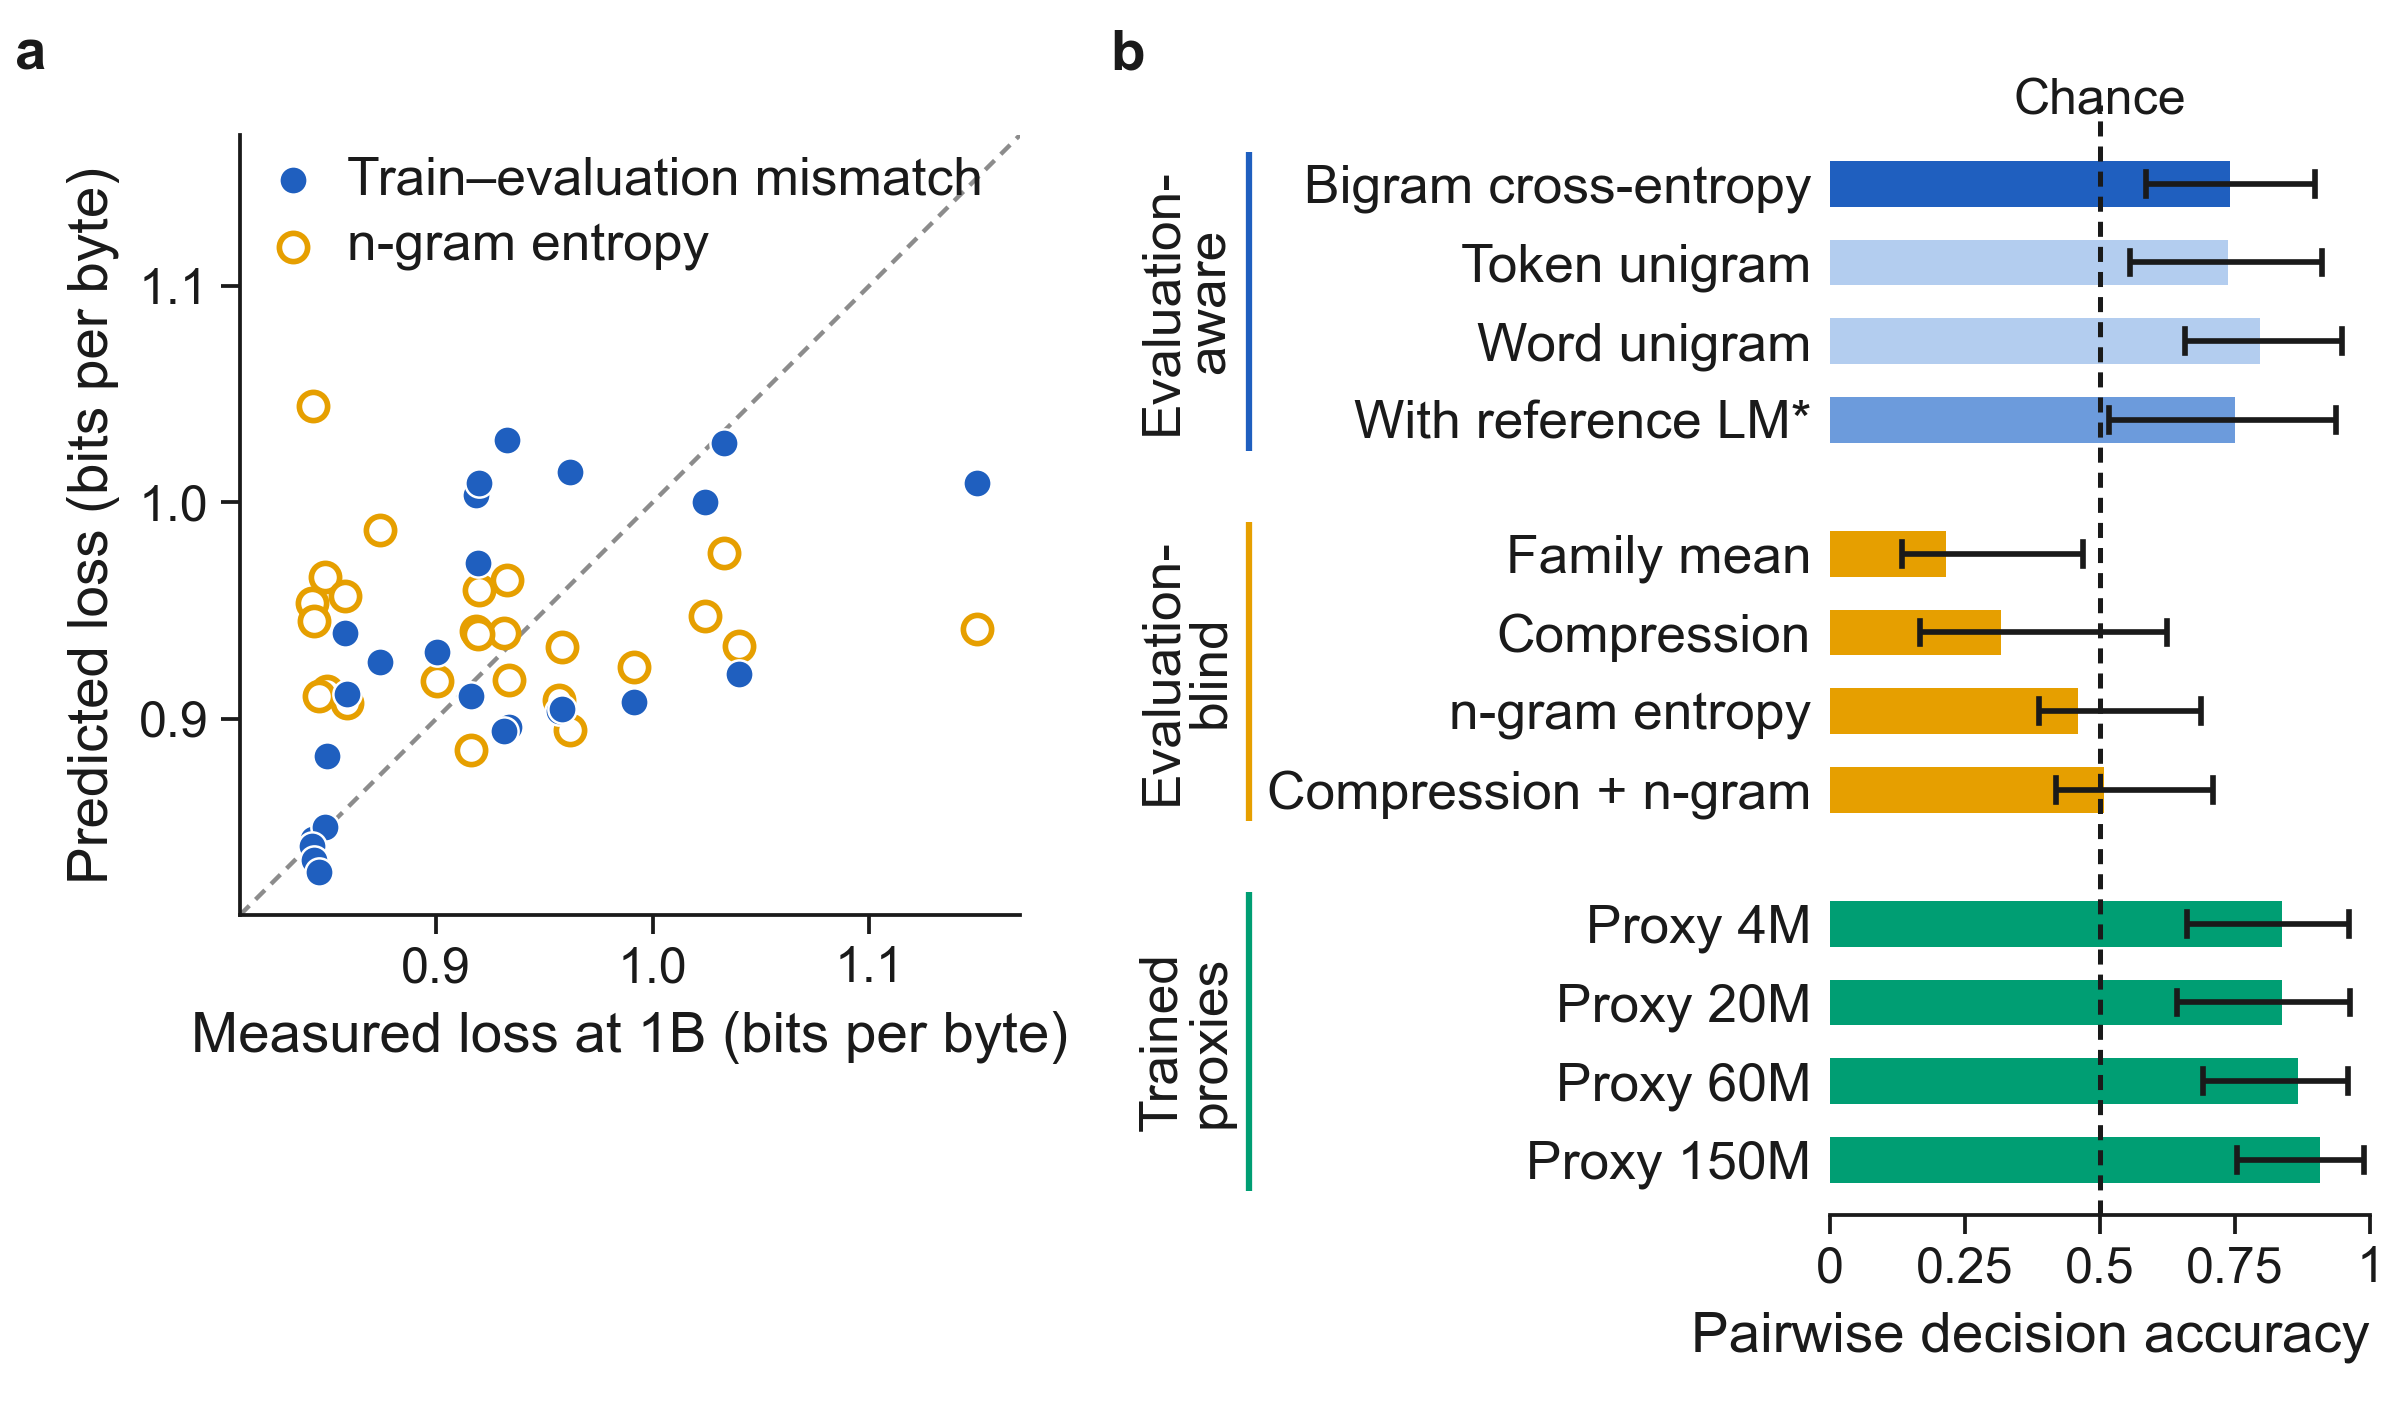 a
Train–evaluation mismatch
n-gram entropy
Predicted loss (bits per byte)
1.1
1.0
0.9
0.9
1.0
1.1
Measured loss at 1B (bits per byte)
b
Chance
Evaluation-
aware
Bigram cross-entropy
Token unigram
Word unigram
With reference LM*
Evaluation-
blind
Family mean
Compression
n-gram entropy
Compression + n-gram
Trained
proxies
Proxy 4M
Proxy 20M
Proxy 60M
Proxy 150M
0
0.25
0.5
0.75
1
Pairwise decision accuracy